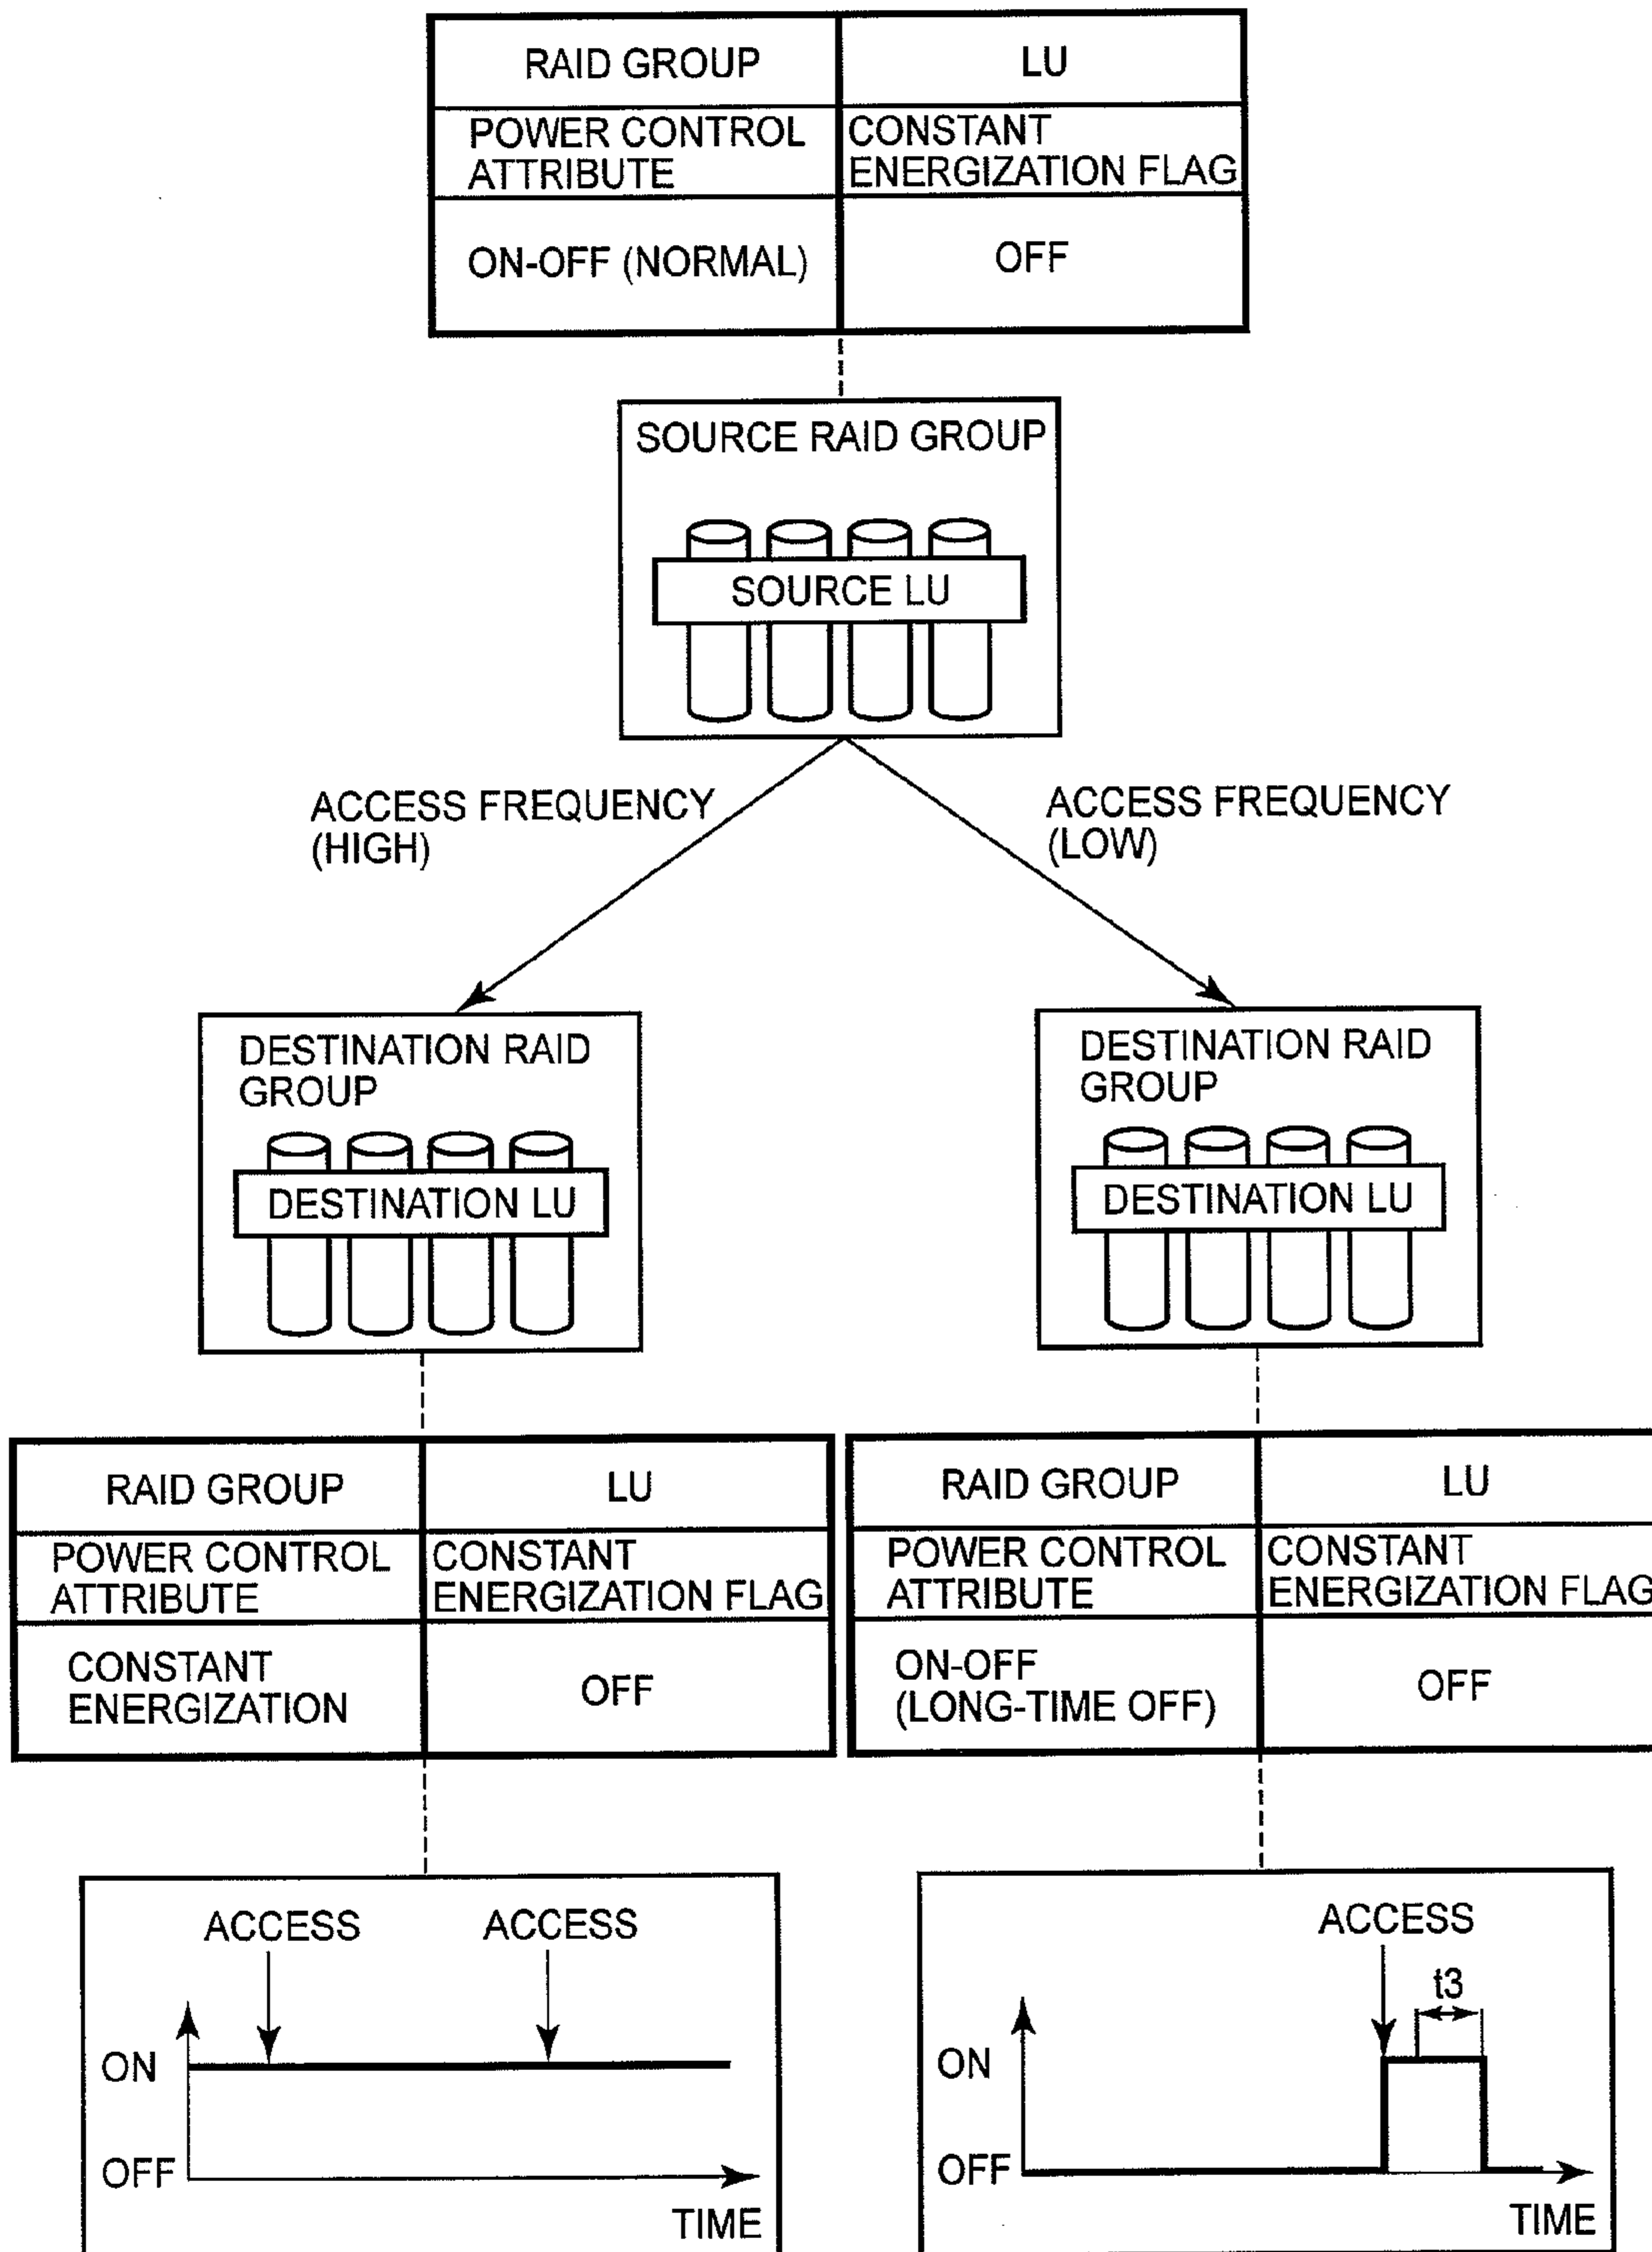 RAID GROUP
LU
POWER CONTROL
ATTRIBUTE
CONSTANT
ENERGIZATION FLAG
ON-OFF (NORMAL)
OFF
SOURCE RAID GROUP
SOURCE LU
ACCESS FREQUENCY
(HIGH)
ACCESS FREQUENCY
(LOW)
DESTINATION RAID
GROUP
DESTINATION LU
DESTINATION RAID
GROUP
DESTINATION LU
RAID GROUP
LU
POWER CONTROL
ATTRIBUTE
CONSTANT
ENERGIZATION FLAG
CONSTANT
ENERGIZATION
OFF
RAID GROUP
LU
POWER CONTROL
ATTRIBUTE
CONSTANT
ENERGIZATION FLAG
ON-OFF
(LONG-TIME OFF)
OFF
ACCESS
ACCESS
ON
OFF
TIME
ACCESS
t3
ON
OFF
TIME